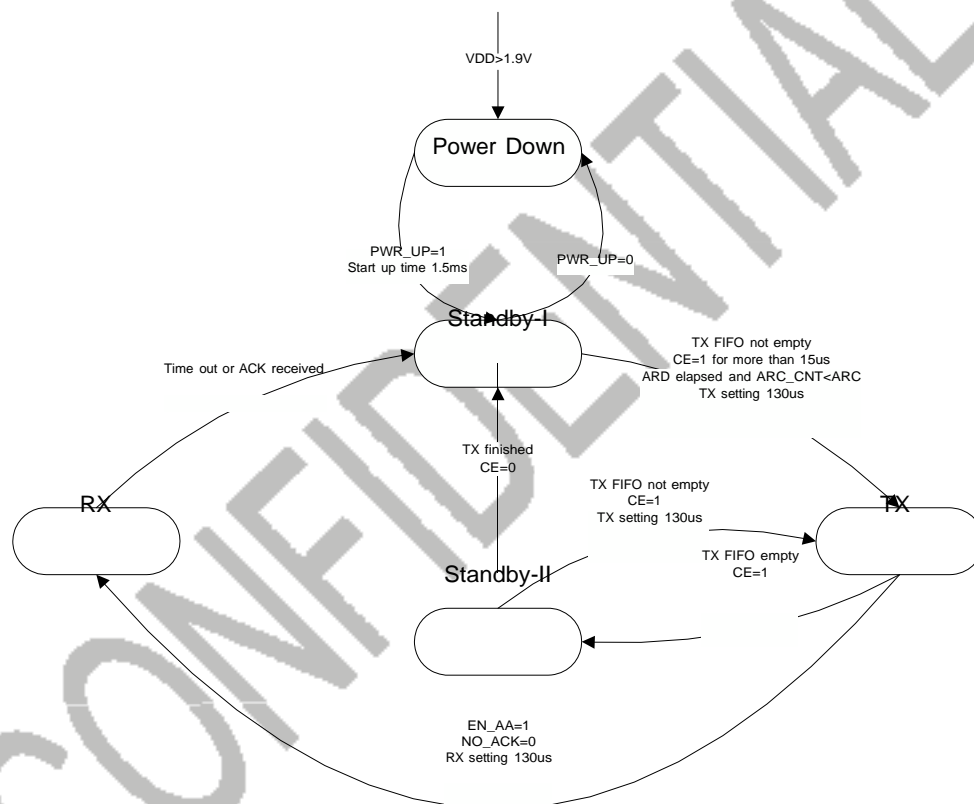 VDD>1.9V
Power Down
PWR_UP=1
Start up time 1.5ms
PWR_UP=0
Standby-I
Time out or ACK received
TX FIFO not empty
CE=1 for more than 15us
ARD elapsed and ARC_CNT<ARC
TX setting 130us
TX finished
CE=0
TX FIFO not empty
CE=1
TX setting 130us
RX
TX
TX FIFO empty
CE=1
Standby-II
EN_AA=1
NO_ACK=0
RX setting 130us
CONFIDENTIAL